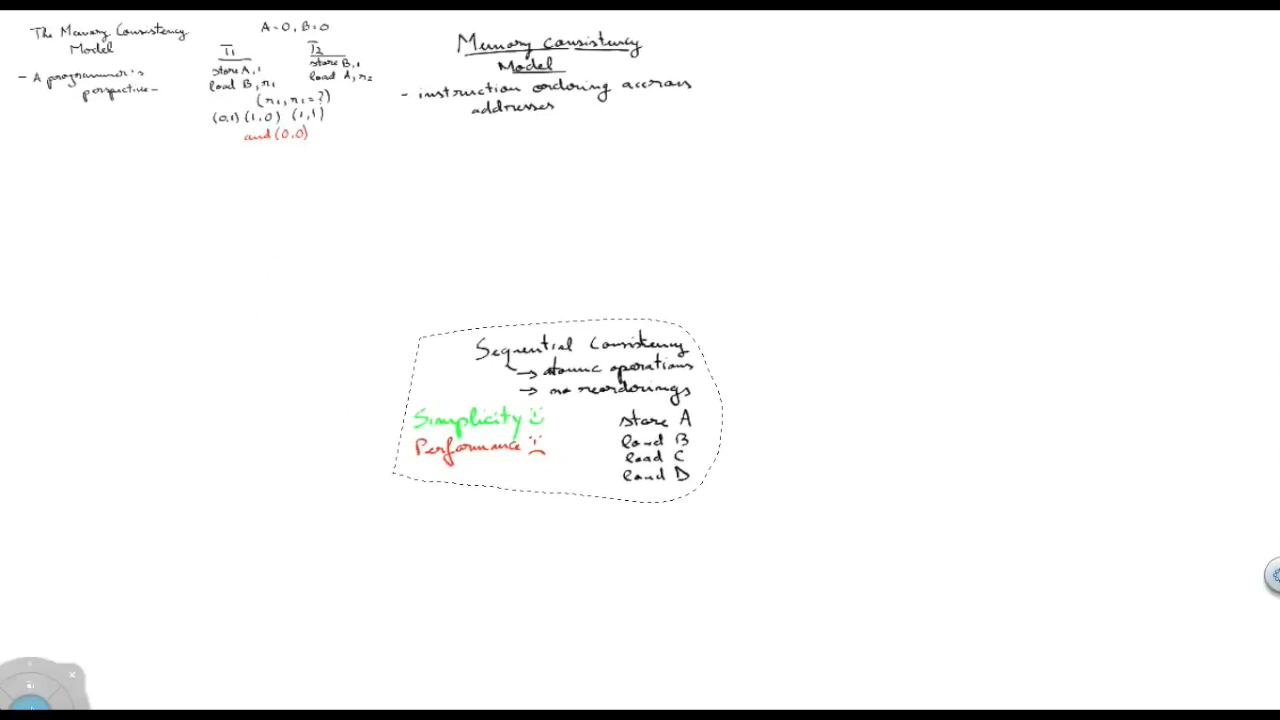 The Memory Consistency
Model
- A programmer's
perspective -
A=0, B=0
T1 T2
store A, 1 store B, 1
load B, r1 load A, r2
(r1, r1 = ?)
(0,1) (1,0) (1,1)
and (0,0)
Memory Consistency
Model
- instruction ordering accross
addresses
Sequential Consistency
→ atomic operations
→ no reorderings
Simplicity :)
Performance :(
store A
load B
load C
load D